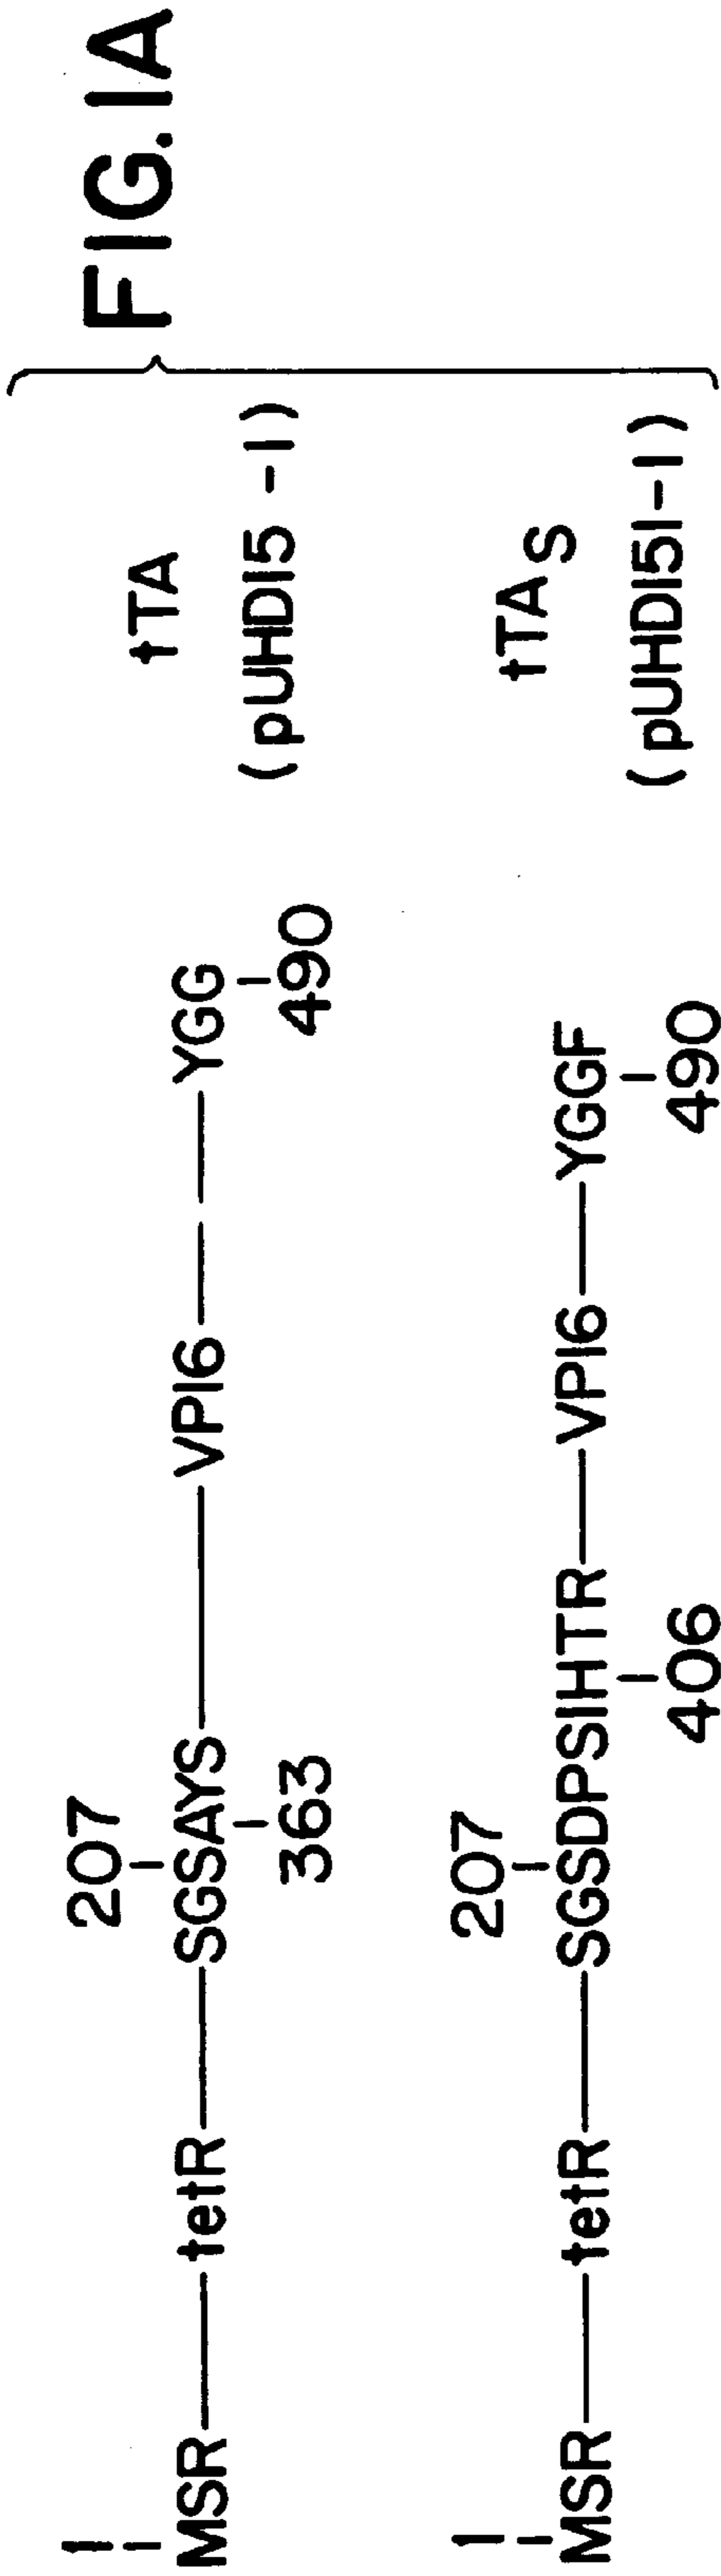 FIG. 1A
1 207
MSR — tetR — SGSAYS — VP16 — — YGG
363 490
tTA
(pUHD15 -1)
1 207
MSR — tetR — SGSDPSIHTR — VP16 — YGGF
406 490
tTAS
(pUHD151-1)